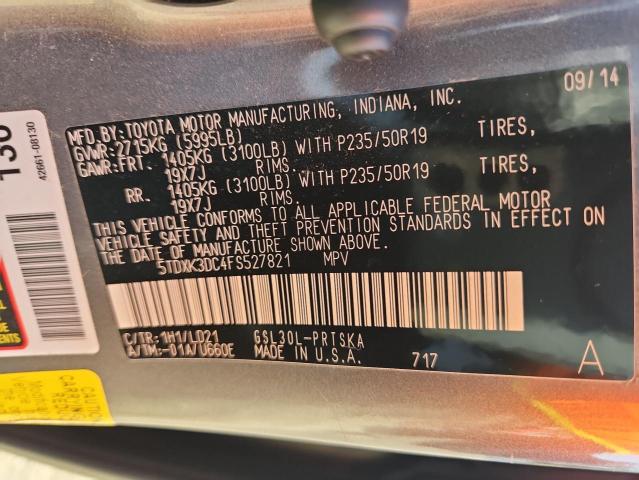 09/14
MFD.BY:TOYOTA MOTOR MANUFACTURING, INDIANA, INC.
GVWR:2715KG (5995LB)
GAWR:FRT. 1405KG (3100LB) WITH P235/50R19 TIRES,
19X7J RIMS.
RR. 1405KG (3100LB) WITH P235/50R19 TIRES,
19X7J RIMS.
THIS VEHICLE CONFORMS TO ALL APPLICABLE FEDERAL MOTOR
VEHICLE SAFETY AND THEFT PREVENTION STANDARDS IN EFFECT ON
THE DATE OF MANUFACTURE SHOWN ABOVE.
5TDXK3DC4FS527821 MPV
C/TR:1H1/LD21 GSL30L-PRTSKA
A/TM:-01A/U660E MADE IN U.S.A. 717 A
42661-08130